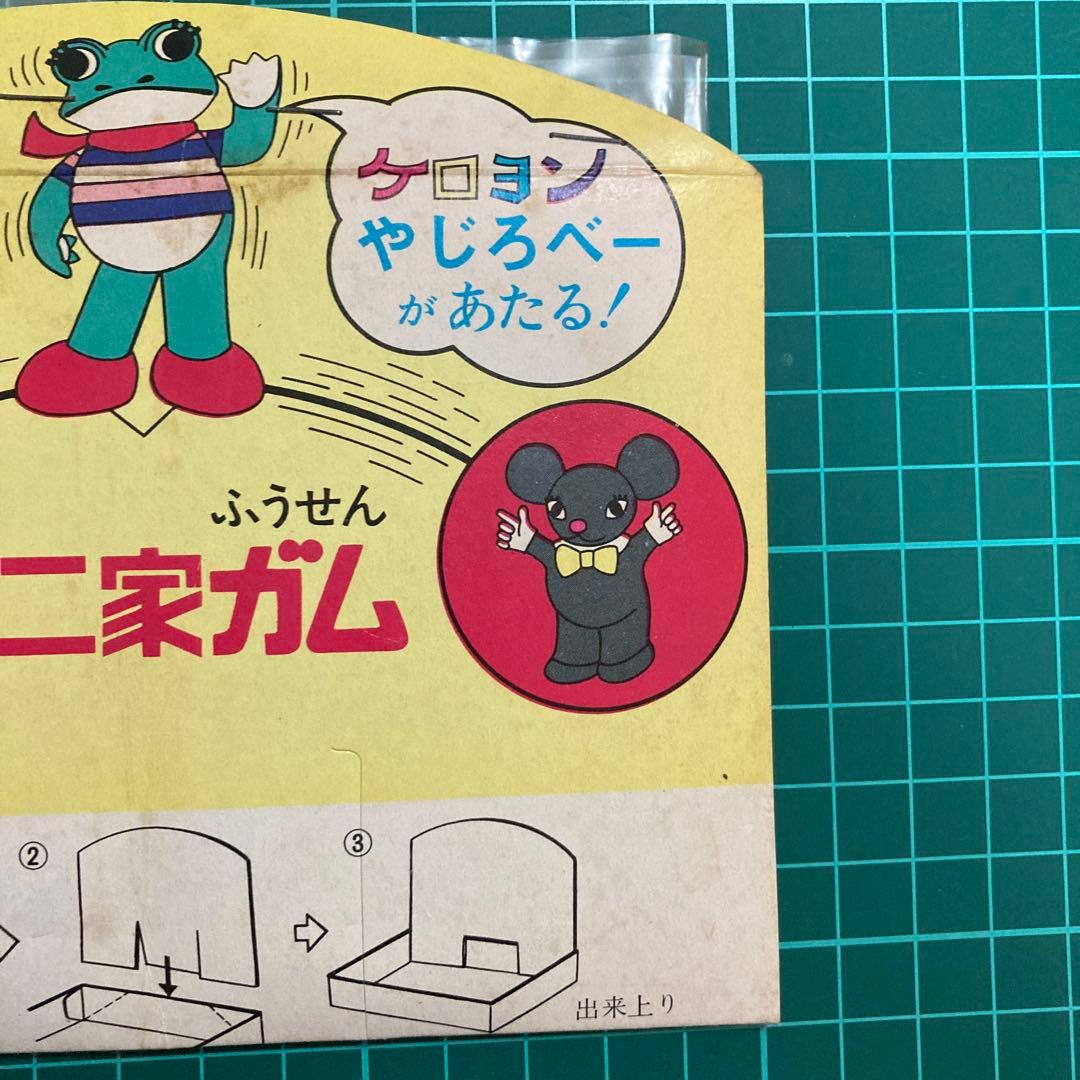 ケロヨン
やじろべー
があたる!
ふうせん
二家ガム
②
③
出来上り